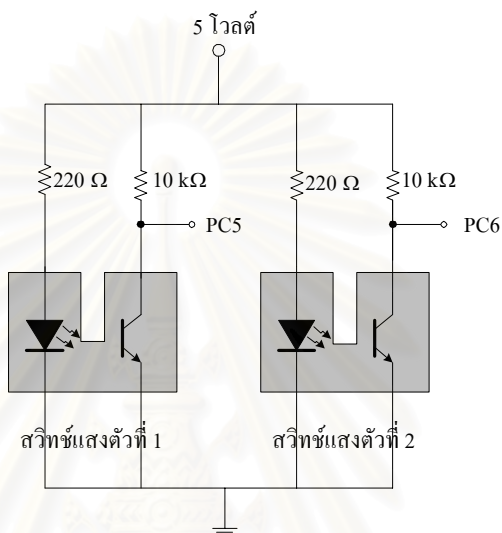 5 โวลต์
220 Ω
10 kΩ
220 Ω
10 kΩ
PC5
PC6
สวิทช์แสงตัวที่ 1
สวิทช์แสงตัวที่ 2